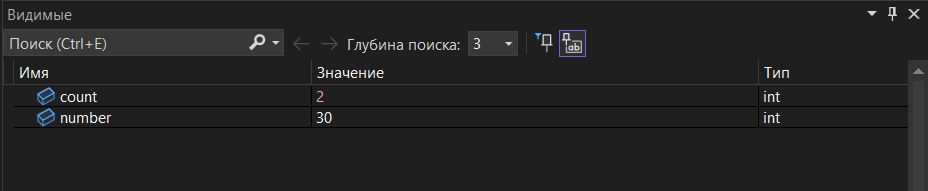 Видимые
Поиск (Ctrl+E) Глубина поиска: 3
Имя Значение Тип
count 2 int
number 30 int